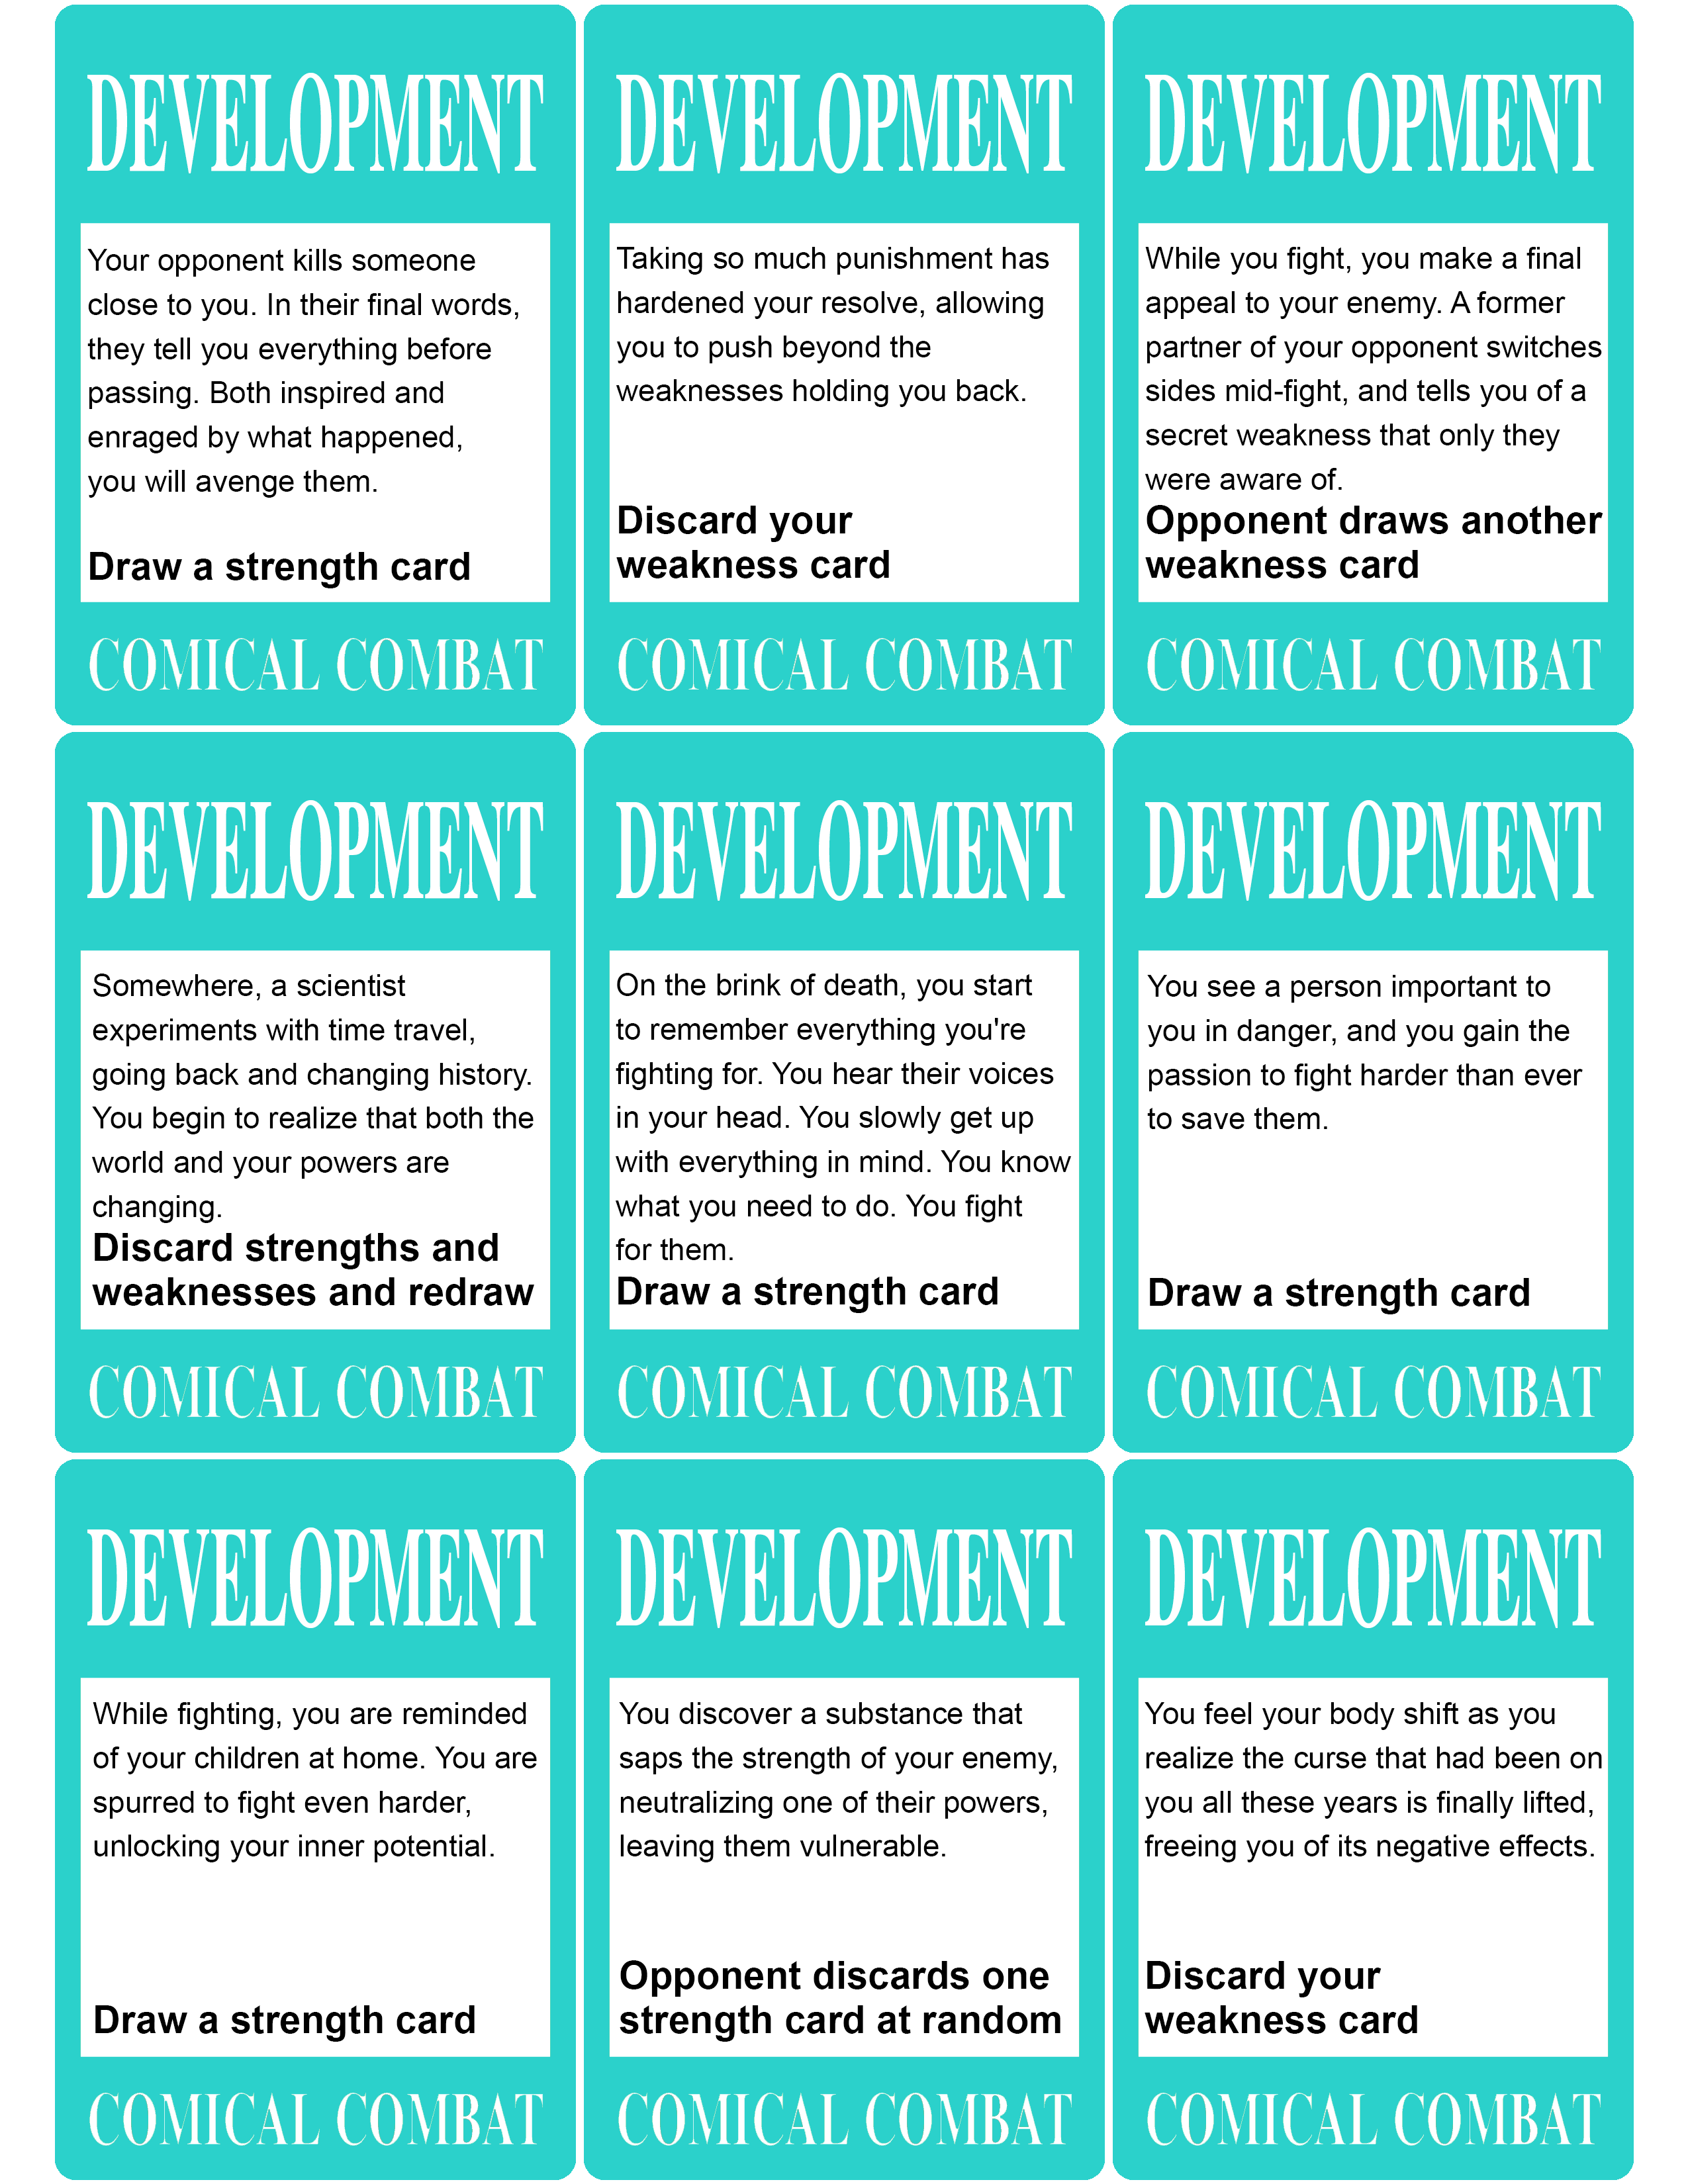 DEVELOPMENT
Your opponent kills someone
close to you. In their final words,
they tell you everything before
passing. Both inspired and
enraged by what happened,
you will avenge them.
Draw a strength card
COMICAL COMBAT
DEVELOPMENT
Taking so much punishment has
hardened your resolve, allowing
you to push beyond the
weaknesses holding you back.
Discard your
weakness card
COMICAL COMBAT
DEVELOPMENT
While you fight, you make a final
appeal to your enemy. A former
partner of your opponent switches
sides mid-fight, and tells you of a
secret weakness that only they
were aware of.
Opponent draws another
weakness card
COMICAL COMBAT
DEVELOPMENT
Somewhere, a scientist
experiments with time travel,
going back and changing history.
You begin to realize that both the
world and your powers are
changing.
Discard strengths and
weaknesses and redraw
COMICAL COMBAT
DEVELOPMENT
On the brink of death, you start
to remember everything you're
fighting for. You hear their voices
in your head. You slowly get up
with everything in mind. You know
what you need to do. You fight
for them.
Draw a strength card
COMICAL COMBAT
DEVELOPMENT
You see a person important to
you in danger, and you gain the
passion to fight harder than ever
to save them.
Draw a strength card
COMICAL COMBAT
DEVELOPMENT
While fighting, you are reminded
of your children at home. You are
spurred to fight even harder,
unlocking your inner potential.
Draw a strength card
COMICAL COMBAT
DEVELOPMENT
You discover a substance that
saps the strength of your enemy,
neutralizing one of their powers,
leaving them vulnerable.
Opponent discards one
strength card at random
COMICAL COMBAT
DEVELOPMENT
You feel your body shift as you
realize the curse that had been on
you all these years is finally lifted,
freeing you of its negative effects.
Discard your
weakness card
COMICAL COMBAT